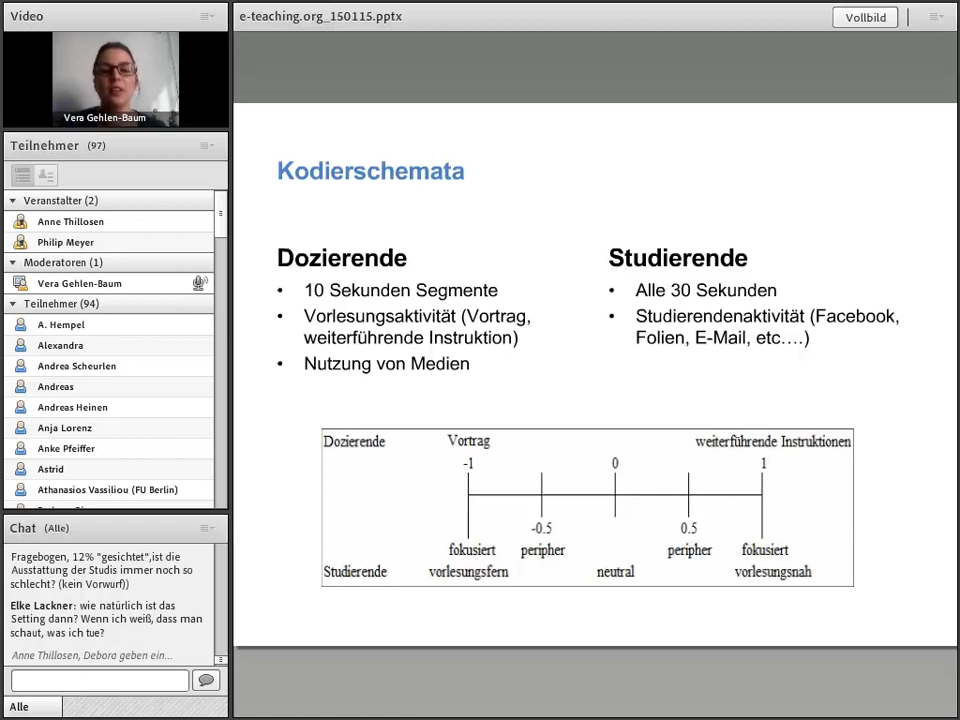 Video
Vera Gehlen-Baum
Teilnehmer (97)
Veranstalter (2)
Anne Thillosen
Philip Meyer
Moderatoren (1)
Vera Gehlen-Baum
Teilnehmer (94)
A. Hempel
Alexandra
Andrea Scheurlen
Andreas
Andreas Heinen
Anja Lorenz
Anke Pfeiffer
Astrid
Athanasios Vassiliou (FU Berlin)
Chat (Alle)
Fragebogen, 12% "gesichtet",ist die
Ausstattung der Studis immer noch so
schlecht? (kein Vorwurf))
Elke Lackner: wie natürlich ist das
Setting dann? Wenn ich weiß, dass man
schaut, was ich tue?
Anne Thillosen, Debora geben ein...
Alle
e-teaching.org_150115.pptx
Vollbild
Kodierschemata
Dozierende
• 10 Sekunden Segmente
• Vorlesungsaktivität (Vortrag,
weiterführende Instruktion)
• Nutzung von Medien
Studierende
• Alle 30 Sekunden
• Studierendenaktivität (Facebook,
Folien, E-Mail, etc….)
Dozierende Vortrag weiterführende Instruktionen
-1 0 1
-0.5 0.5
fokusiert peripher peripher fokusiert
Studierende vorlesungsfern neutral vorlesungsnah